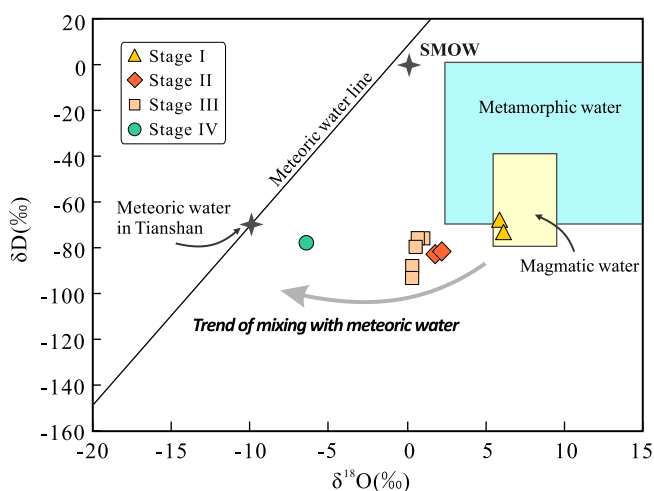 20
0
-20
-40
-60
-80
-100
-120
-140
-160
δD(‰)
Stage I
Stage II
Stage III
Stage IV
SMOW
Meteoric water line
Metamorphic water
Meteoric water
in Tianshan
Magmatic water
Trend of mixing with meteoric water
-20
-15
-10
-5
0
5
10
15
δ¹⁸O(‰)